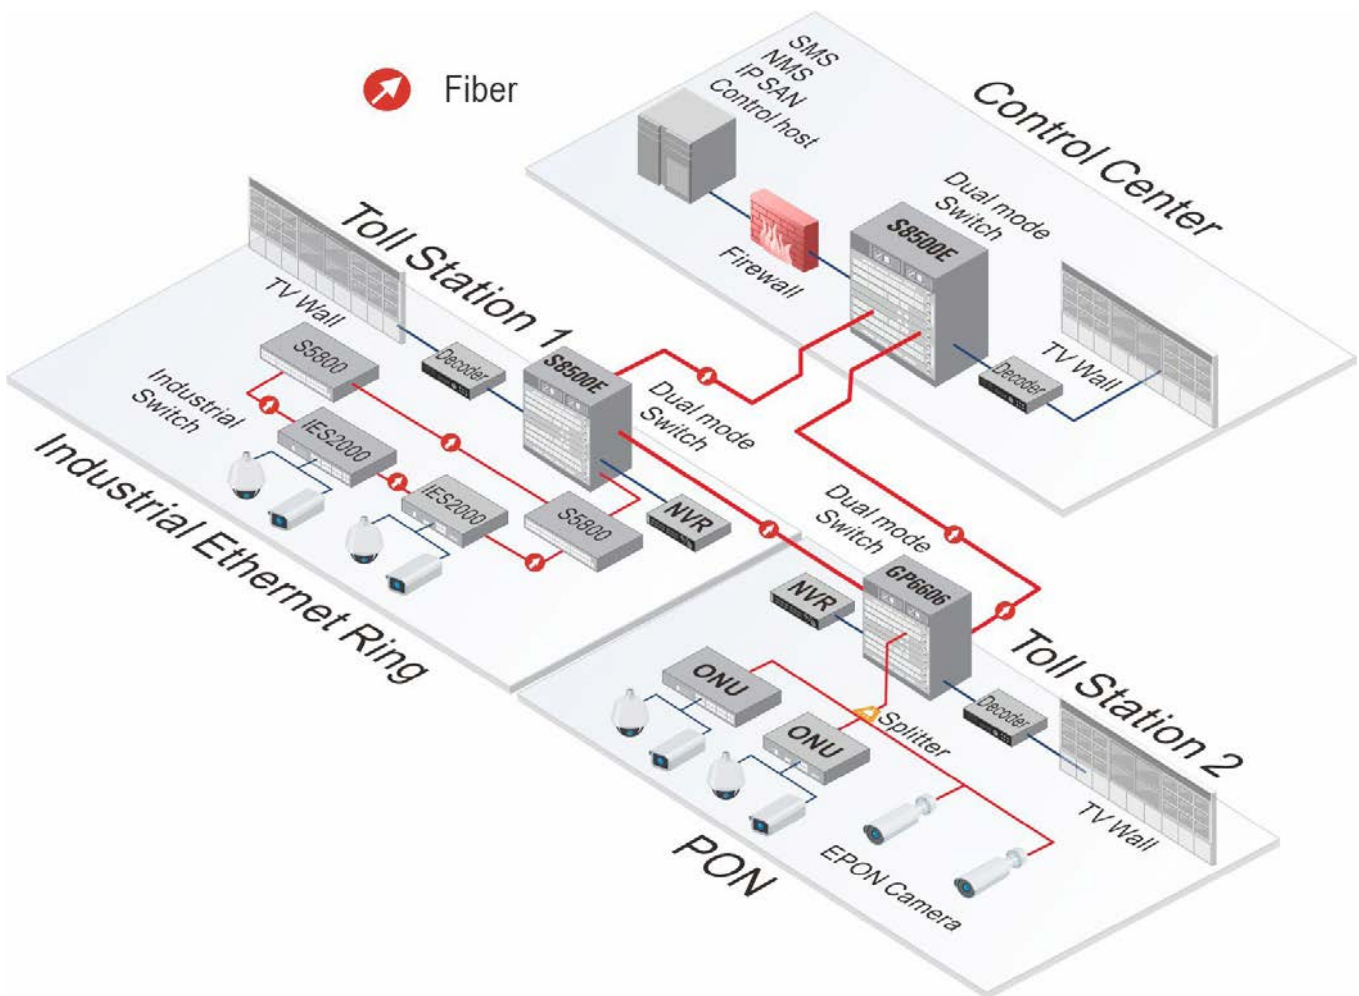 Fiber
SMS
NMS
IP SAN
Control host
Control Center
Dual mode
Switch
S8500E
Firewall
Decoder
TV Wall
Toll Station 1
TV Wall
Decoder
S8500E
Dual mode
Switch
S5800
Industrial
Switch
IES2000
IES2000
S5800
NVR
Industrial Ethernet Ring
Dual mode
Switch
GP6606
NVR
Toll Station 2
ONU
ONU
Splitter
Decoder
TV Wall
EPON Camera
PON